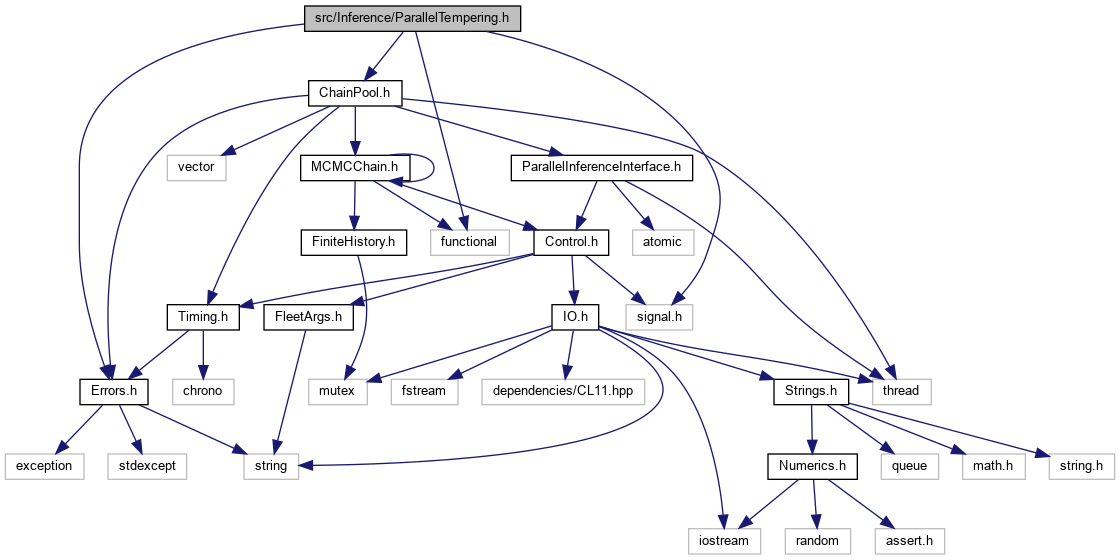 src/Inference/ParallelTempering.h
ChainPool.h
vector
MCMCChain.h
ParallelInferenceInterface.h
FiniteHistory.h
functional
Control.h
atomic
Timing.h
FleetArgs.h
IO.h
signal.h
Errors.h
chrono
mutex
fstream
dependencies/CL11.hpp
Strings.h
thread
exception
stdexcept
string
Numerics.h
queue
math.h
string.h
iostream
random
assert.h